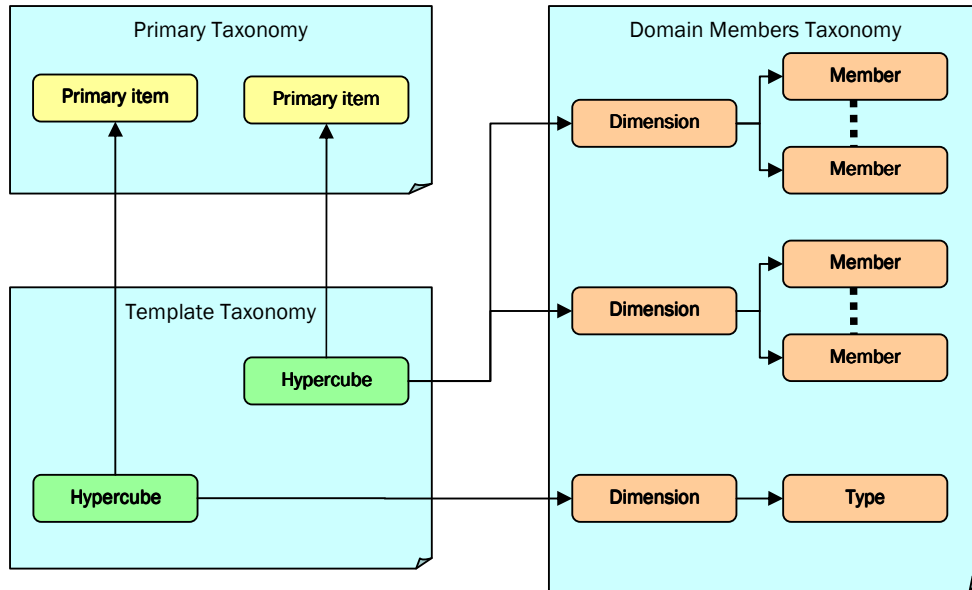 Primary Taxonomy
Primary item
Primary item
Template Taxonomy
Hypercube
Hypercube
Domain Members Taxonomy
Member
Dimension
Member
Member
Dimension
Member
Dimension
Type